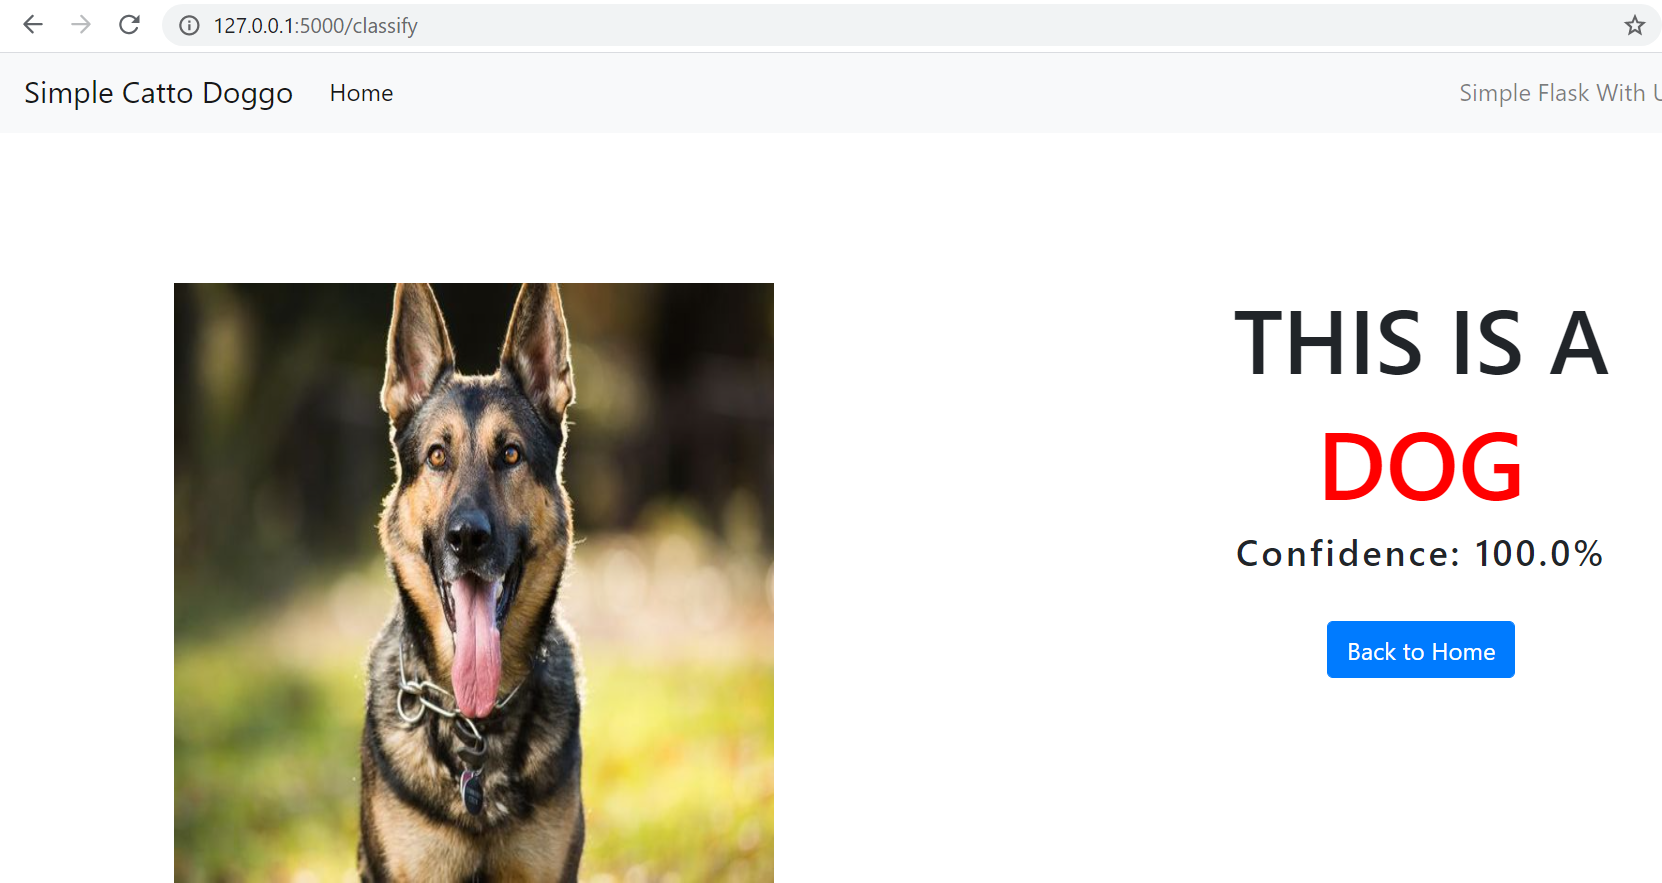 127.0.0.1:5000/classify
Simple Catto Doggo Home Simple Flask With
THIS IS A
DOG
Confidence: 100.0%
Back to Home